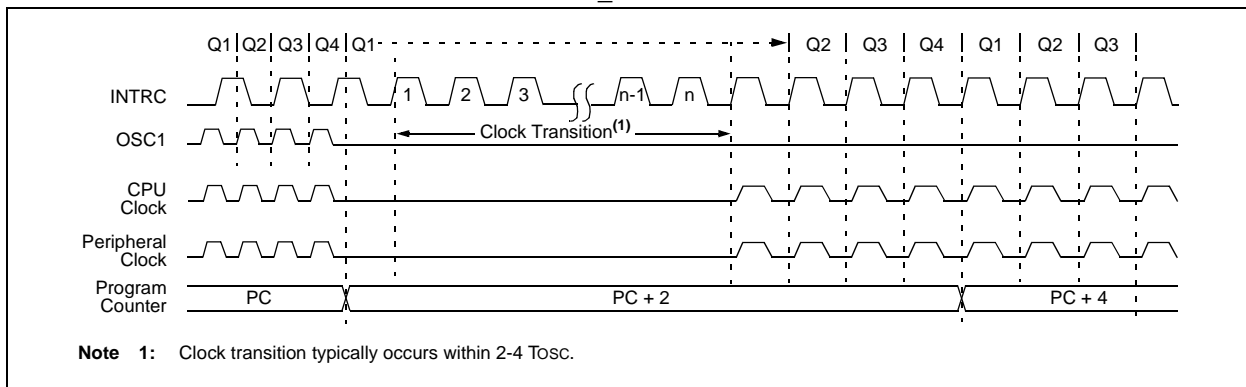 Q1 Q2 Q3 Q4 Q1 Q2 Q3 Q4 Q1 Q2 Q3
INTRC 1 2 3 n-1 n
Clock Transition(1)
OSC1
CPU
Clock
Peripheral
Clock
Program
Counter
PC PC + 2 PC + 4
Note 1: Clock transition typically occurs within 2-4 TOSC.